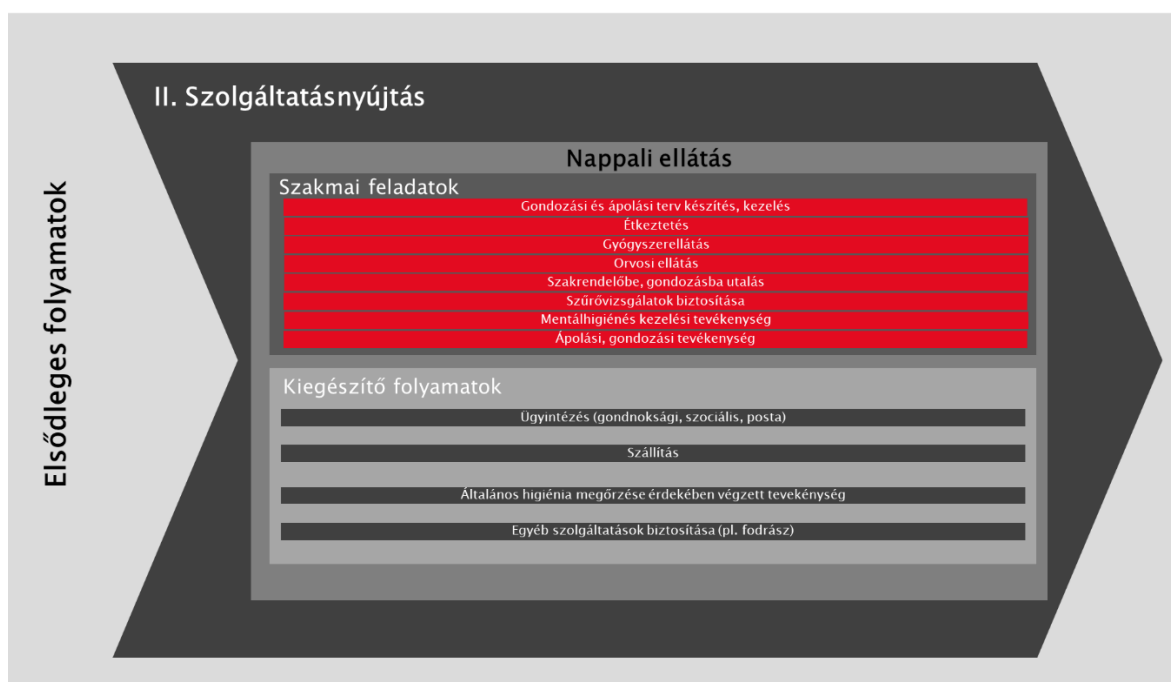 Elsődleges folyamatok
II. Szolgáltatásnyújtás
Nappali ellátás
Szakmai feladatok
Gondozási és ápolási terv készítés, kezelés
Étkeztetés
Gyógyszerellátás
Orvosi ellátás
Szakrendelőbe, gondozásba utalás
Szűrővizsgálatok biztosítása
Mentálhigiénés kezelési tevékenység
Ápolási, gondozási tevékenység
Kiegészítő folyamatok
Ügyintézés (gondnoksági, szociális, posta)
Szállítás
Általános higiénia megőrzése érdekében végzett tevekénység
Egyéb szolgáltatások biztosítása (pl. fodrász)